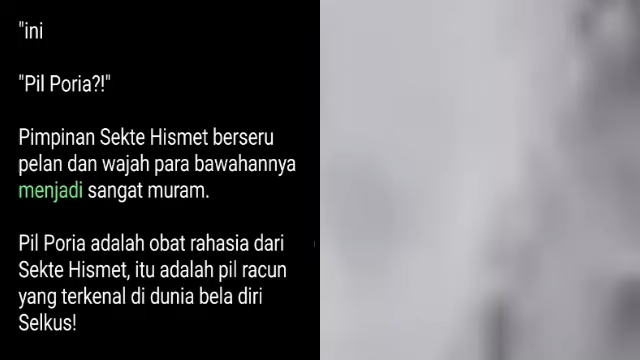 "ini
"Pil Poria?!"
Pimpinan Sekte Hismet berseru
pelan dan wajah para bawahannya
menjadi sangat muram.
Pil Poria adalah obat rahasia dari
Sekte Hismet, itu adalah pil racun
yang terkenal di dunia bela diri
Selkus!